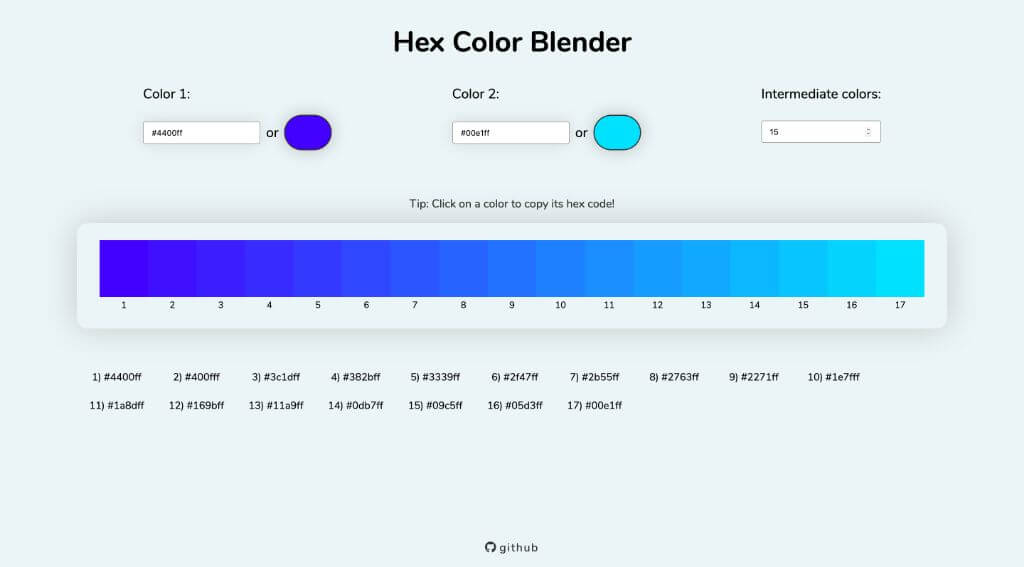 Hex Color Blender
Color 1: Color 2: Intermediate colors:
#4400ff or #00e1ff or 15
Tip: Click on a color to copy its hex code!
1 2 3 4 5 6 7 8 9 10 11 12 13 14 15 16 17
1) #4400ff 2) #400fff 3) #3c1dff 4) #382bff 5) #3339ff 6) #2f47ff 7) #2b55ff 8) #2763ff 9) #2271ff 10) #1e7fff
11) #1a8dff 12) #169bff 13) #11a9ff 14) #0db7ff 15) #09c5ff 16) #05d3ff 17) #00e1ff
github